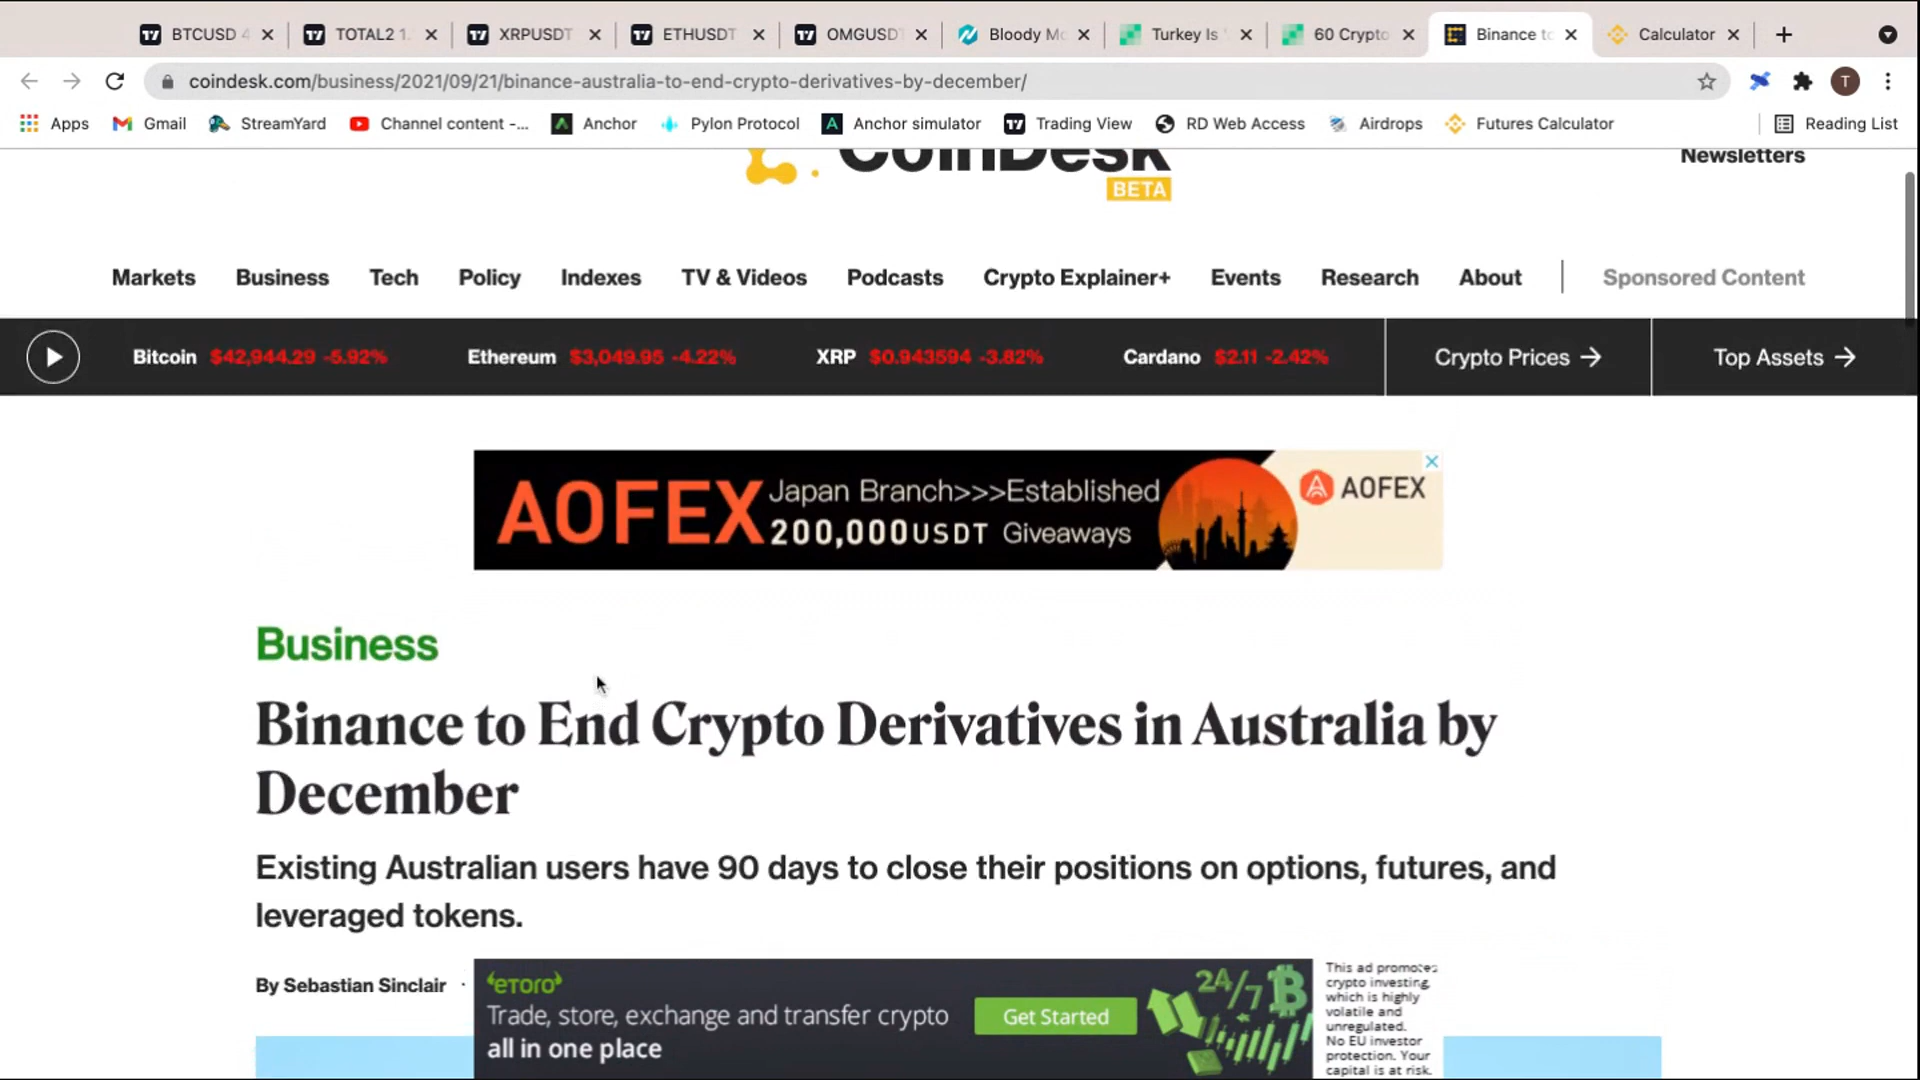 BTCUSD 4
TOTAL2 1.
XRPUSDT
ETHUSDT
OMGUSDT
Bloody Mo
Turkey Is
60 Crypto
Binance to
Calculator
coindesk.com/business/2021/09/21/binance-australia-to-end-crypto-derivatives-by-december/
T
Apps
Gmail
StreamYard
Channel content -...
Anchor
Pylon Protocol
Anchor simulator
Trading View
RD Web Access
Airdrops
Futures Calculator
Reading List
CoinDesk
BETA
Newsletters
Markets
Business
Tech
Policy
Indexes
TV & Videos
Podcasts
Crypto Explainer+
Events
Research
About
Sponsored Content
Bitcoin $42,944.29 -5.92%
Ethereum $3,049.95 -4.22%
XRP $0.943594 -3.82%
Cardano $2.11 -2.42%
Crypto Prices →
Top Assets →
AOFEX
Japan Branch>>>Established
200,000USDT Giveaways
AOFEX
Business
Binance to End Crypto Derivatives in Australia by
December
Existing Australian users have 90 days to close their positions on options, futures, and
leveraged tokens.
By Sebastian Sinclair ·
eTORO
Trade, store, exchange and transfer crypto
all in one place
Get Started
24/7
This ad promotes
crypto investing,
which is highly
volatile and
unregulated.
No EU investor
protection. Your
capital is at risk.